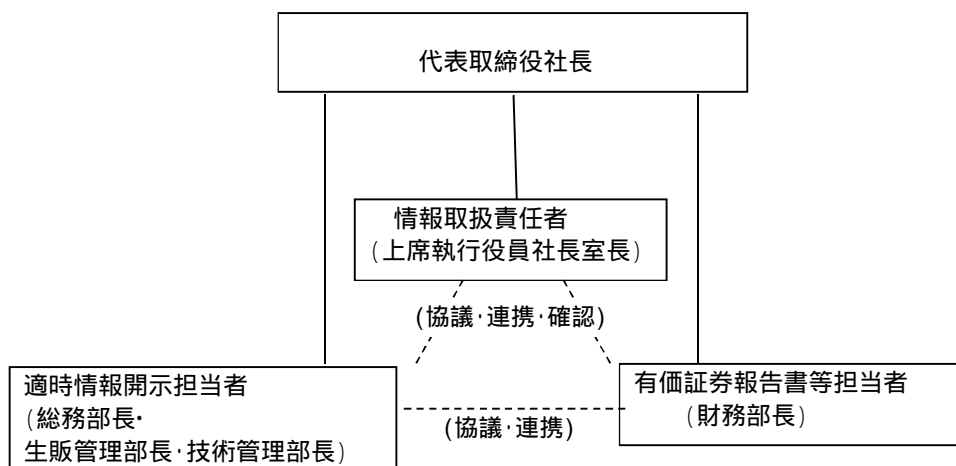 代表取締役社長
情報取扱責任者
(上席執行役員社長室長)
(協議・連携・確認)
適時情報開示担当者
(総務部長・
生販管理部長・技術管理部長)
有価証券報告書等担当者
(財務部長)
(協議・連携)